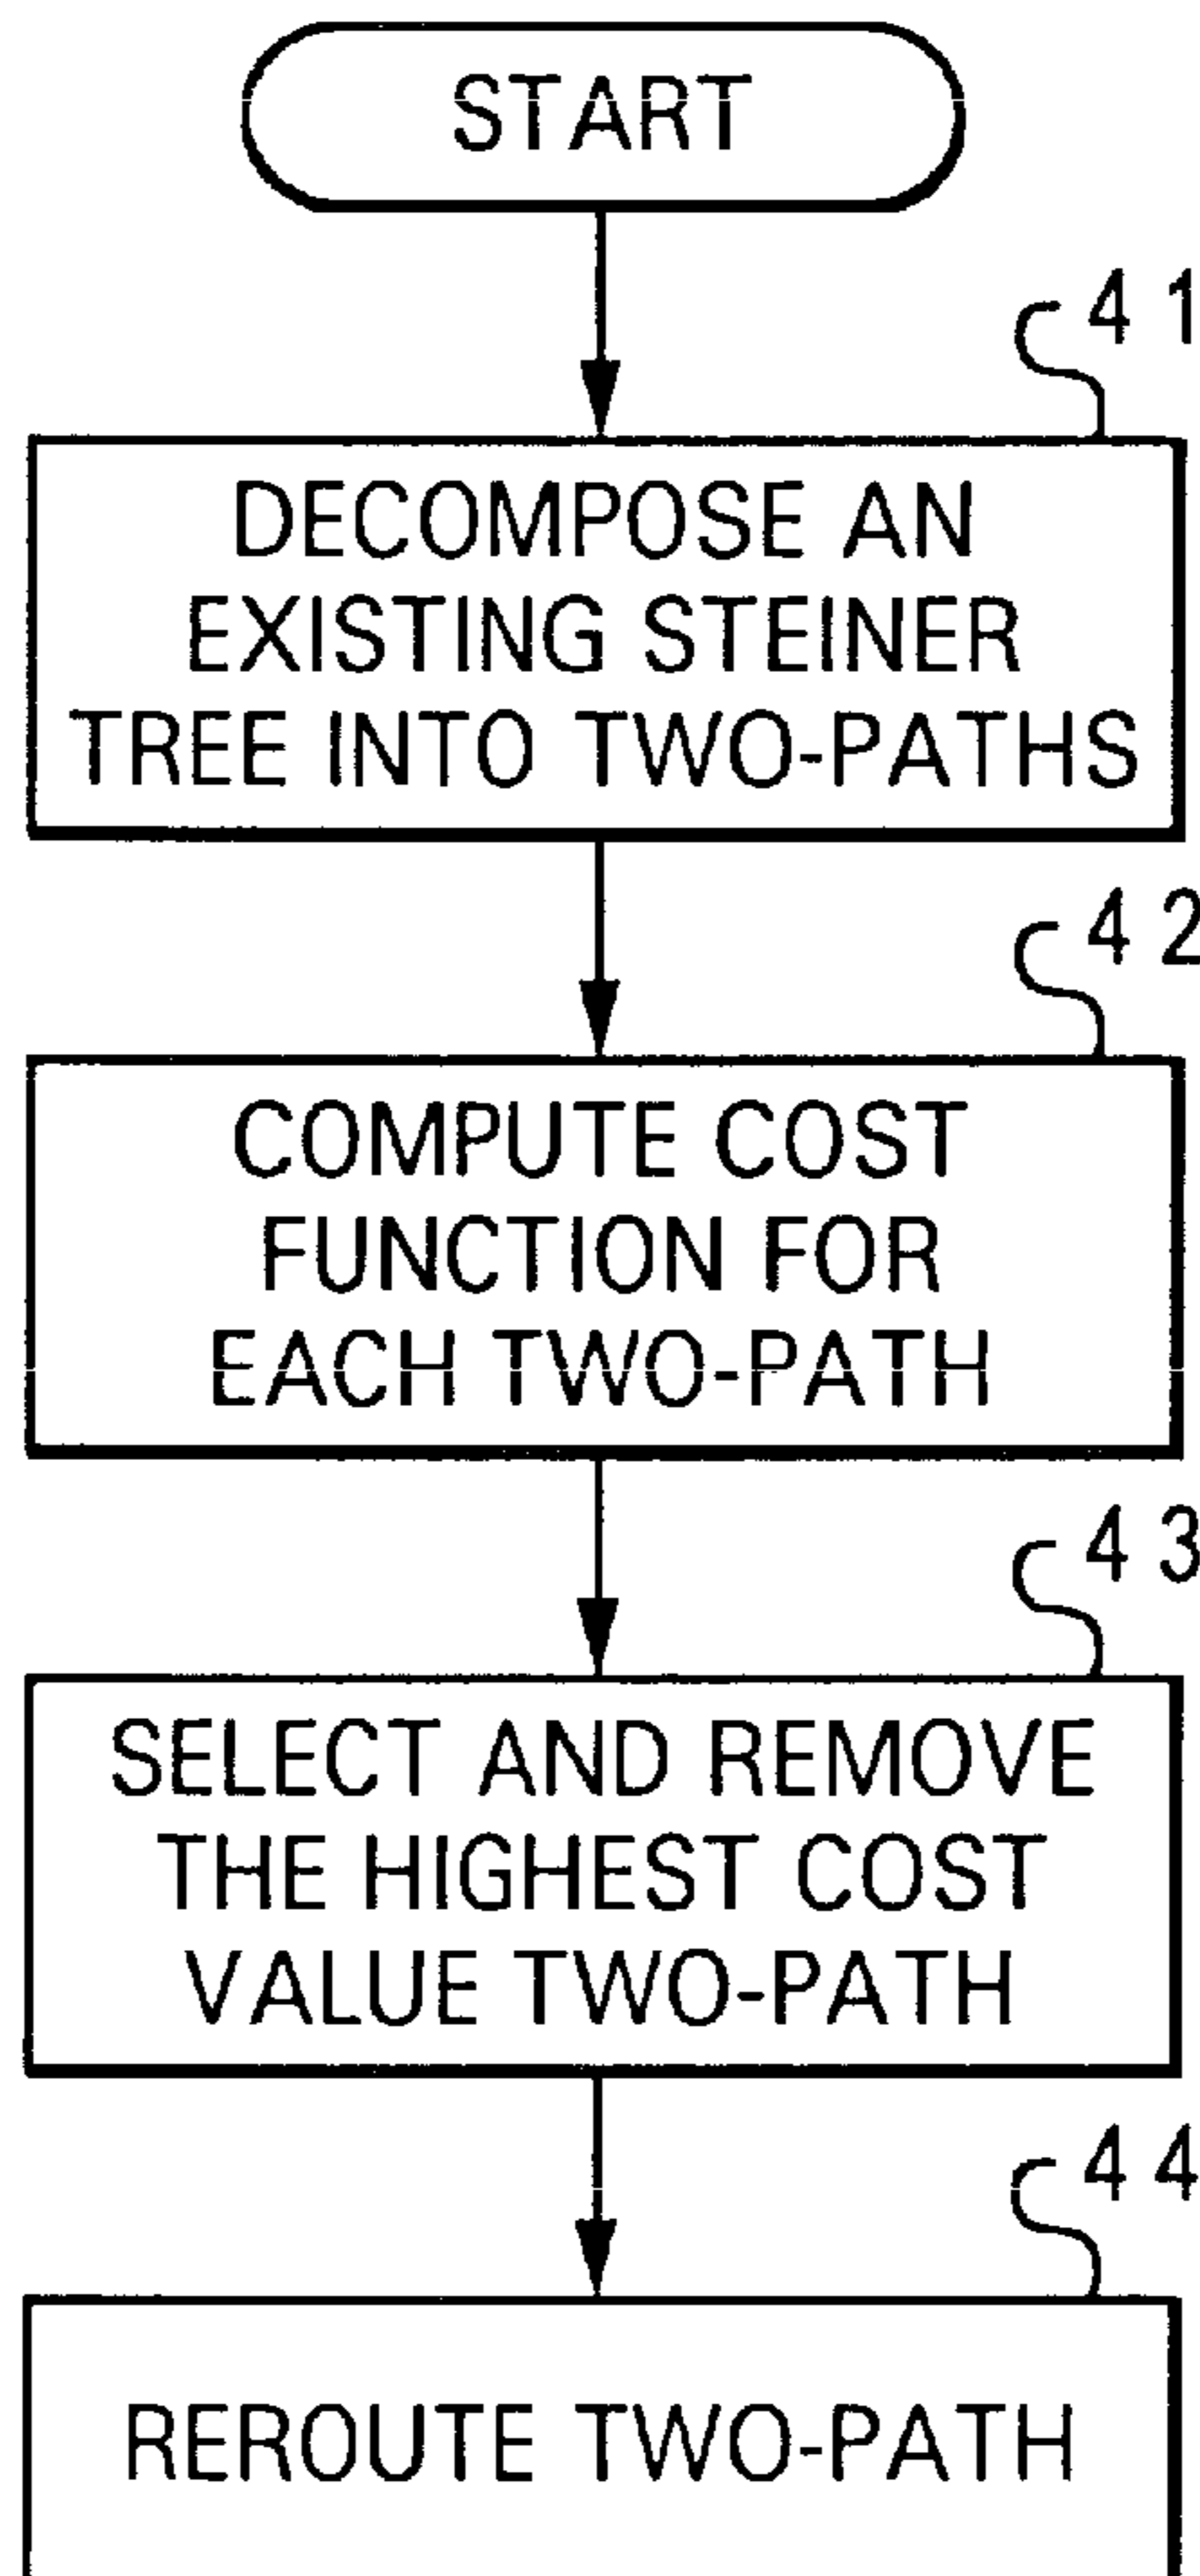 START
41
DECOMPOSE AN
EXISTING STEINER
TREE INTO TWO-PATHS
42
COMPUTE COST
FUNCTION FOR
EACH TWO-PATH
43
SELECT AND REMOVE
THE HIGHEST COST
VALUE TWO-PATH
44
REROUTE TWO-PATH